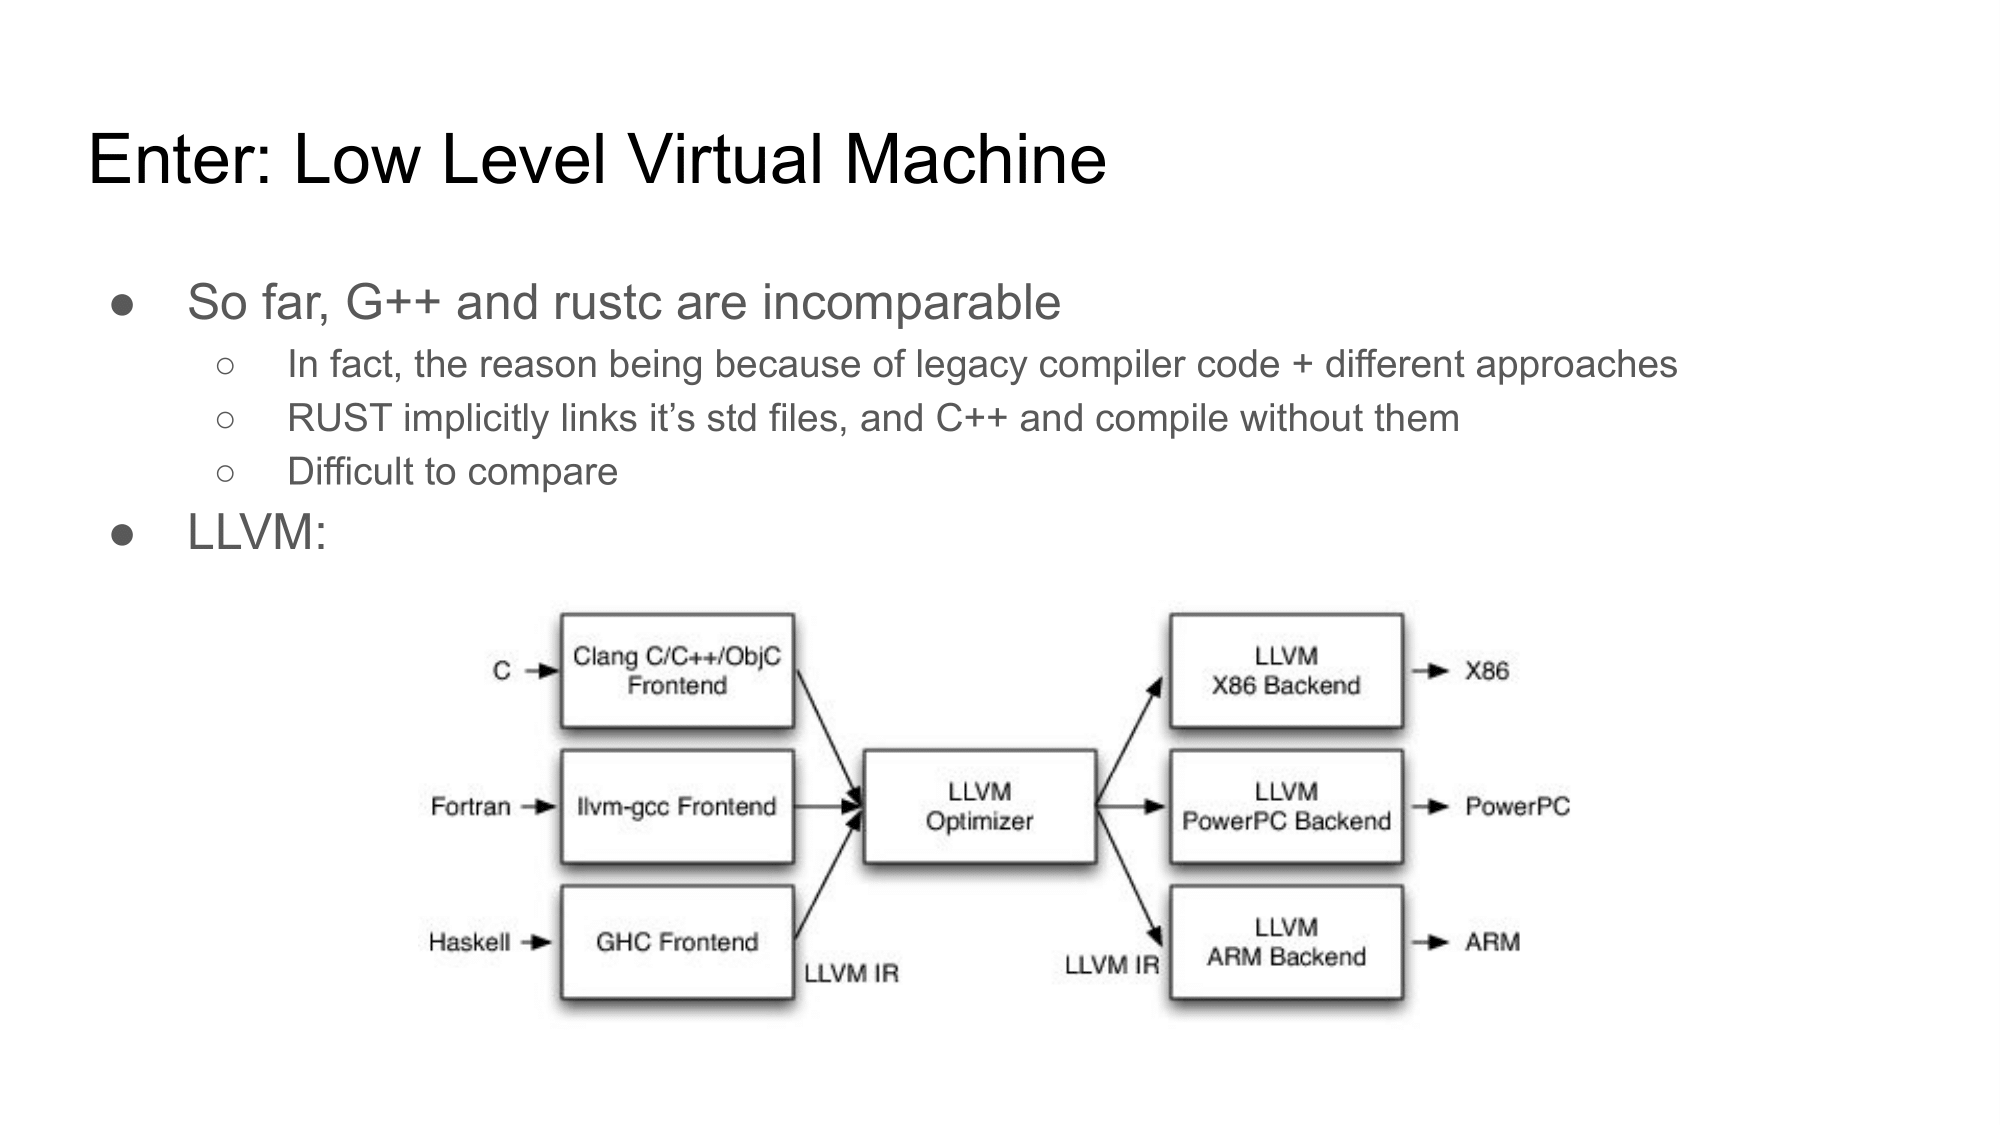 Enter: Low Level Virtual Machine
● So far, G++ and rustc are incomparable
○ In fact, the reason being because of legacy compiler code + different approaches
○ RUST implicitly links it’s std files, and C++ and compile without them
○ Difficult to compare
● LLVM:
C
Clang C/C++/ObjC
Frontend
Fortran
llvm-gcc Frontend
Haskell
GHC Frontend
LLVM IR
LLVM
Optimizer
LLVM IR
LLVM
X86 Backend
X86
LLVM
PowerPC Backend
PowerPC
LLVM
ARM Backend
ARM